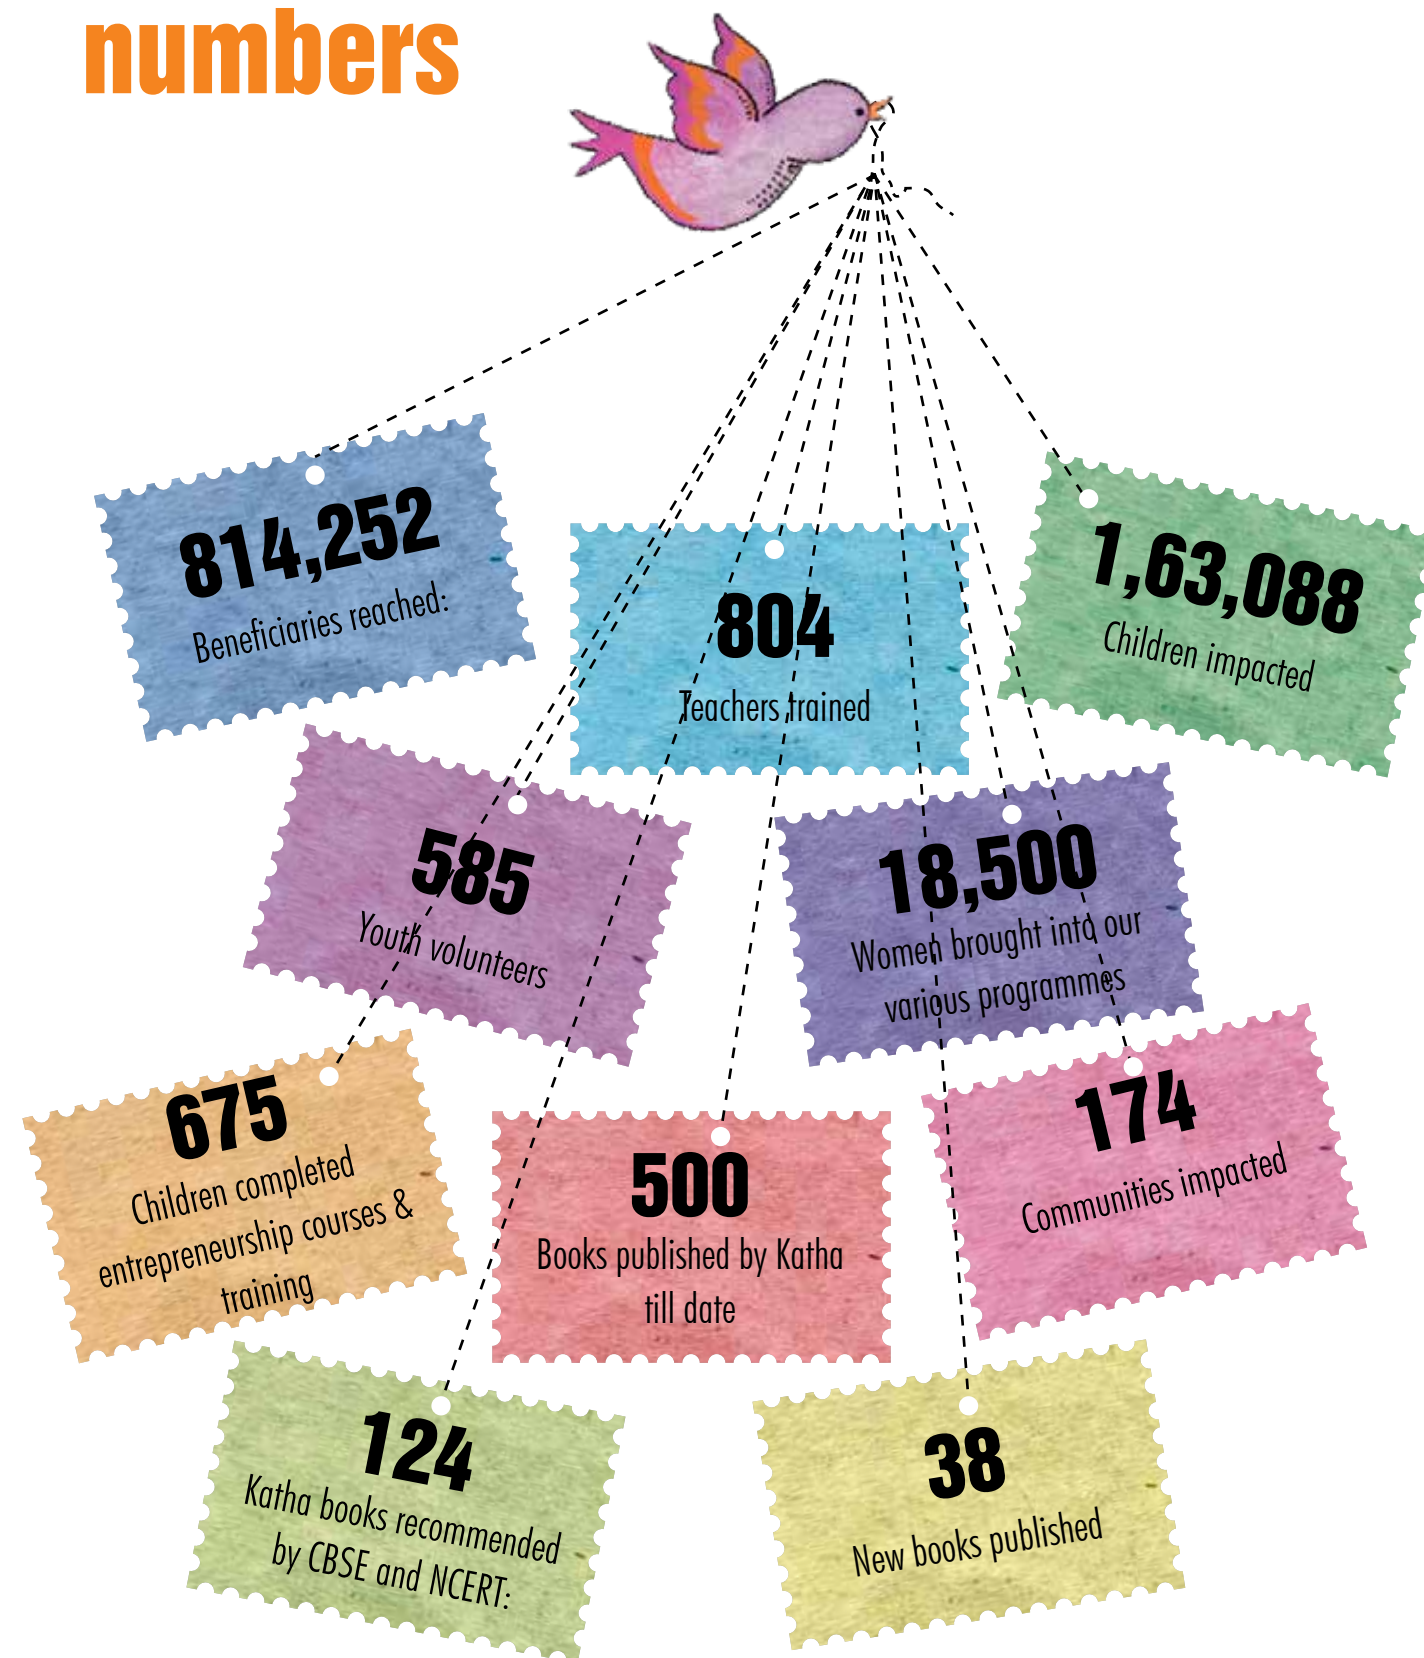 numbers
814,252
Beneficiaries reached:
804
Teachers trained
1,63,088
Children impacted
585
Youth volunteers
18,500
Women brought into our
various programmes
675
Children completed
entrepreneurship courses &
training
500
Books published by Katha
till date
174
Communities impacted
124
Katha books recommended
by CBSE and NCERT:
38
New books published